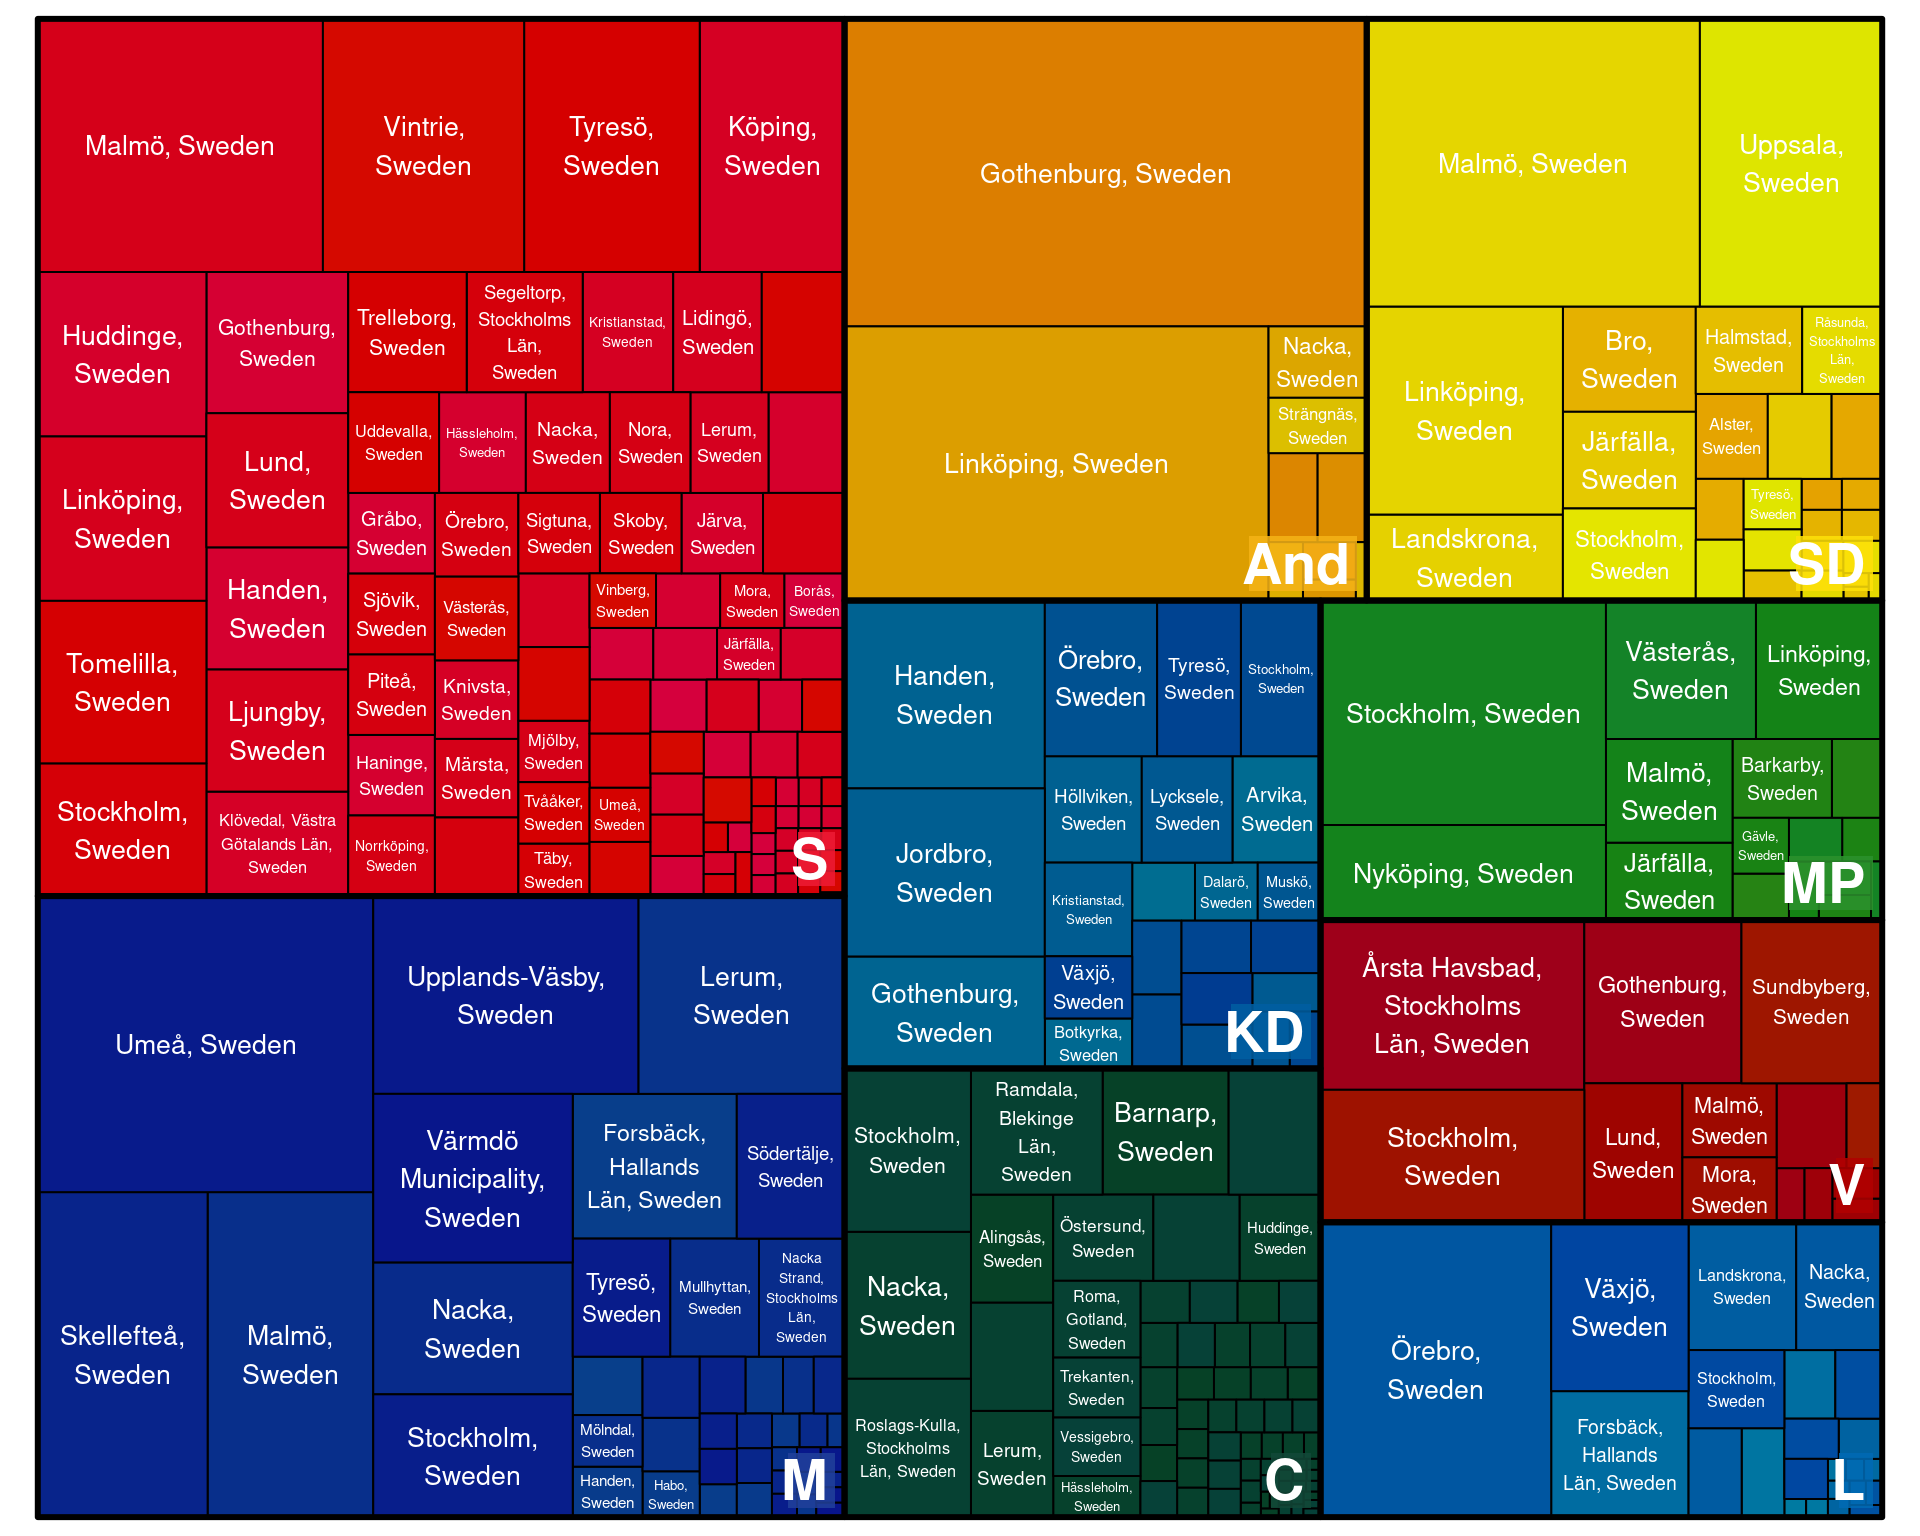 Malmö, Sweden
Vintrie,
Sweden
Tyresö,
Sweden
Köping,
Sweden
Huddinge,
Sweden
Gothenburg,
Sweden
Trelleborg,
Sweden
Segeltorp,
Stockholms
Län,
Sweden
Kristianstad,
Sweden
Lidingö,
Sweden
Linköping,
Sweden
Lund,
Sweden
Uddevalla,
Sweden
Hässleholm,
Sweden
Nacka,
Sweden
Nora,
Sweden
Lerum,
Sweden
Gråbo,
Sweden
Örebro,
Sweden
Sigtuna,
Sweden
Skoby,
Sweden
Järva,
Sweden
Tomelilla,
Sweden
Handen,
Sweden
Sjövik,
Sweden
Västerås,
Sweden
Vinberg,
Sweden
Mora,
Sweden
Borås,
Sweden
Järfälla,
Sweden
Ljungby,
Sweden
Piteå,
Sweden
Knivsta,
Sweden
Mjölby,
Sweden
Stockholm,
Sweden
Klövedal, Västra
Götalands Län,
Sweden
Haninge,
Sweden
Märsta,
Sweden
Tvååker,
Sweden
Umeå,
Sweden
Norrköping,
Sweden
Täby,
Sweden
S
Gothenburg, Sweden
Linköping, Sweden
Nacka,
Sweden
Strängnäs,
Sweden
And
Malmö, Sweden
Uppsala,
Sweden
Linköping,
Sweden
Bro,
Sweden
Halmstad,
Sweden
Råsunda,
Stockholms
Län,
Sweden
Järfälla,
Sweden
Alster,
Sweden
Tyresö,
Sweden
Landskrona,
Sweden
Stockholm,
Sweden
SD
Handen,
Sweden
Örebro,
Sweden
Tyresö,
Sweden
Stockholm,
Sweden
Jordbro,
Sweden
Höllviken,
Sweden
Lycksele,
Sweden
Arvika,
Sweden
Kristianstad,
Sweden
Dalarö,
Sweden
Muskö,
Sweden
Gothenburg,
Sweden
Växjö,
Sweden
Botkyrka,
Sweden
KD
Stockholm, Sweden
Västerås,
Sweden
Linköping,
Sweden
Malmö,
Sweden
Barkarby,
Sweden
Nyköping, Sweden
Järfälla,
Sweden
Gävle,
Sweden
MP
Umeå, Sweden
Upplands-Väsby,
Sweden
Lerum,
Sweden
Värmdö
Municipality,
Sweden
Forsbäck,
Hallands
Län, Sweden
Södertälje,
Sweden
Skellefteå,
Sweden
Malmö,
Sweden
Nacka,
Sweden
Tyresö,
Sweden
Mullhyttan,
Sweden
Nacka
Strand,
Stockholms
Län,
Sweden
Stockholm,
Sweden
Mölndal,
Sweden
Handen,
Sweden
Habo,
Sweden
M
Stockholm,
Sweden
Ramdala,
Blekinge
Län,
Sweden
Barnarp,
Sweden
Nacka,
Sweden
Alingsås,
Sweden
Östersund,
Sweden
Huddinge,
Sweden
Roma,
Gotland,
Sweden
Trekanten,
Sweden
Roslags-Kulla,
Stockholms
Län, Sweden
Lerum,
Sweden
Vessigebro,
Sweden
Hässleholm,
Sweden
C
Årsta Havsbad,
Stockholms
Län, Sweden
Gothenburg,
Sweden
Sundbyberg,
Sweden
Stockholm,
Sweden
Lund,
Sweden
Malmö,
Sweden
Mora,
Sweden
V
Örebro,
Sweden
Växjö,
Sweden
Landskrona,
Sweden
Nacka,
Sweden
Forsbäck,
Hallands
Län, Sweden
Stockholm,
Sweden
L